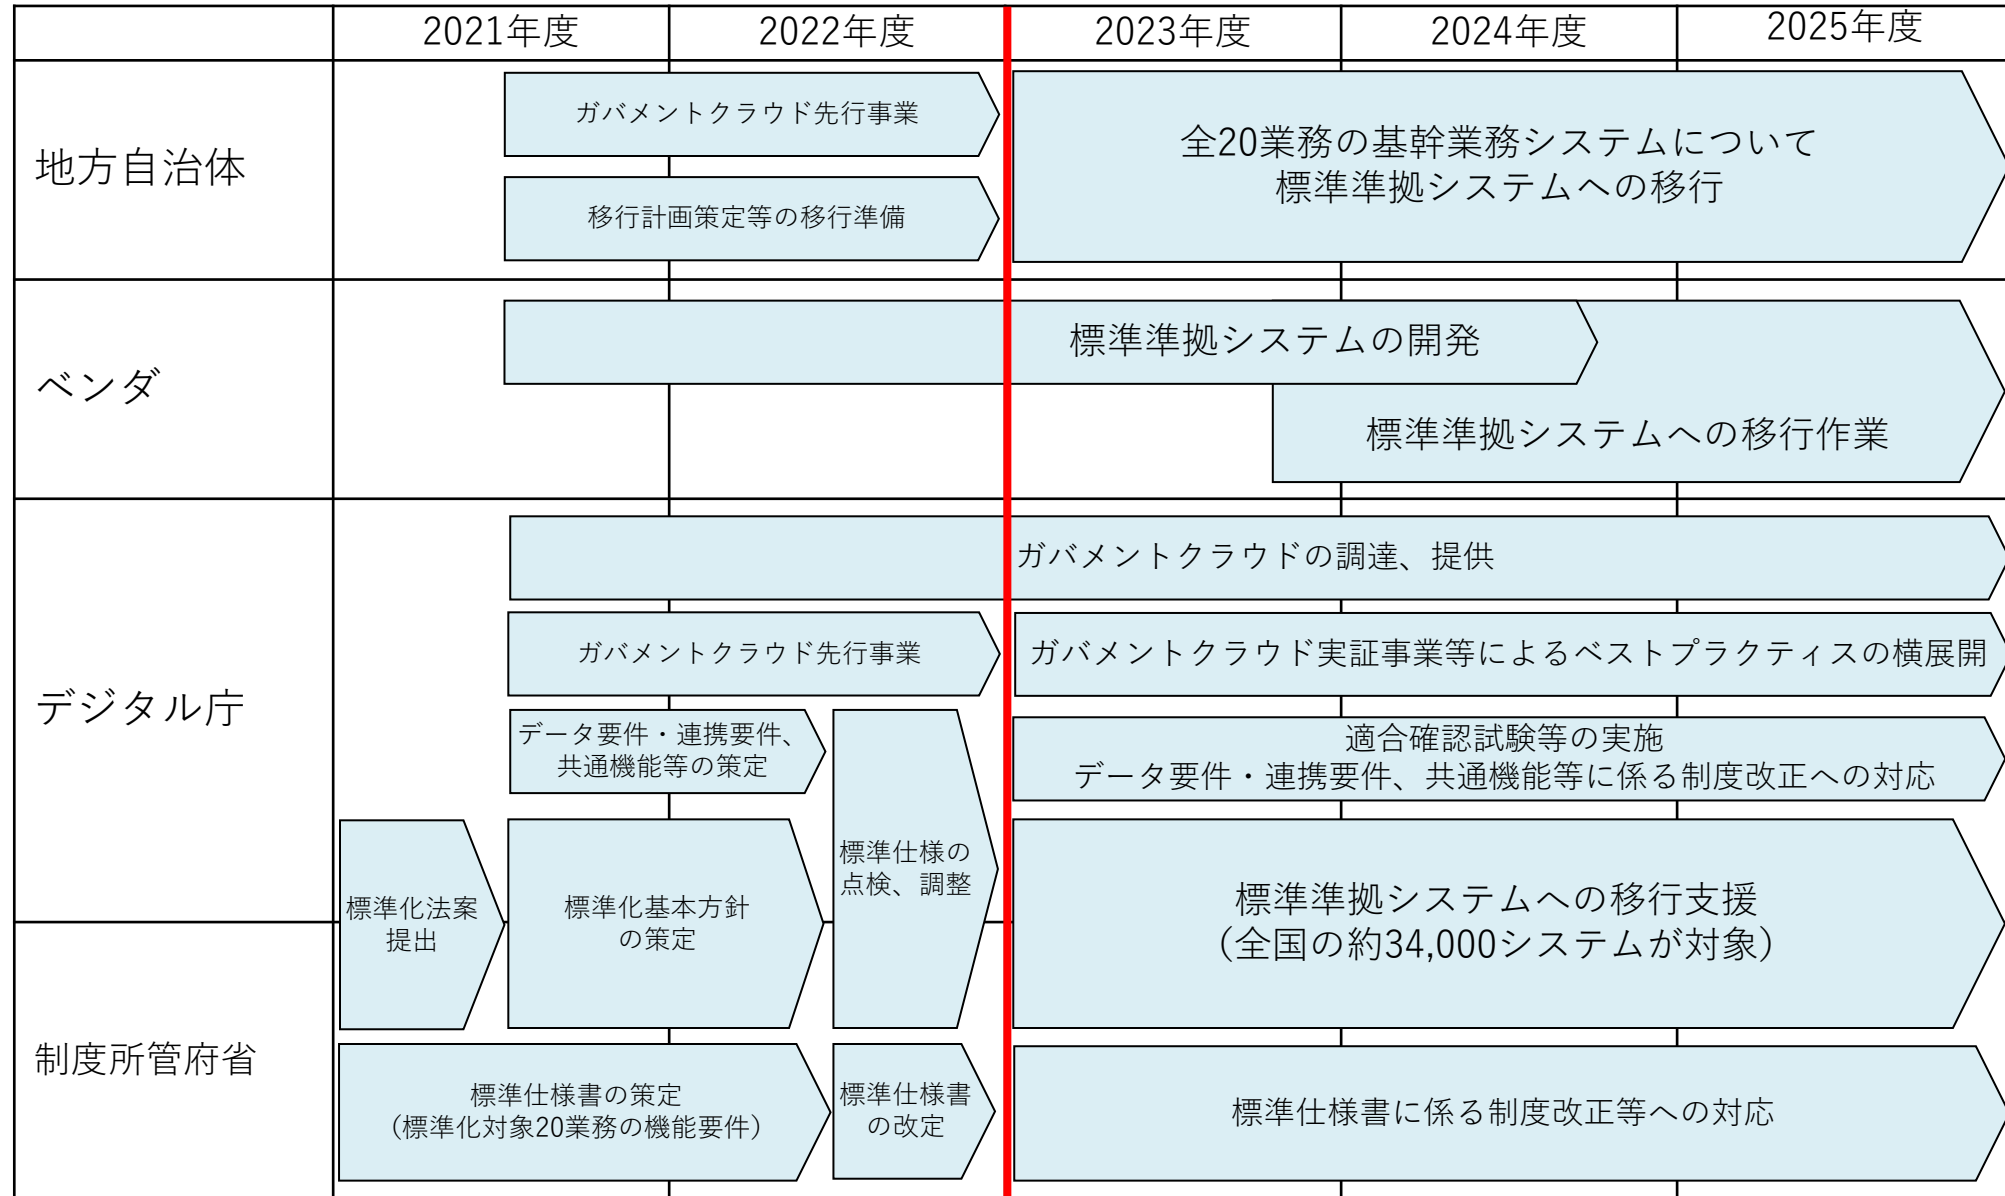 2021年度
2022年度
2023年度
2024年度
2025年度
地方自治体
ガバメントクラウド先行事業
移行計画策定等の移行準備
全20業務の基幹業務システムについて
標準準拠システムへの移行
ベンダ
標準準拠システムの開発
標準準拠システムへの移行作業
デジタル庁
ガバメントクラウドの調達、提供
ガバメントクラウド先行事業
ガバメントクラウド実証事業等によるベストプラクティスの横展開
データ要件・連携要件、
共通機能等の策定
標準仕様の
点検、調整
適合確認試験等の実施
データ要件・連携要件、共通機能等に係る制度改正への対応
標準化法案
提出
標準化基本方針
の策定
標準準拠システムへの移行支援
（全国の約34,000システムが対象）
制度所管府省
標準仕様書の策定
（標準化対象20業務の機能要件）
標準仕様書
の改定
標準仕様書に係る制度改正等への対応